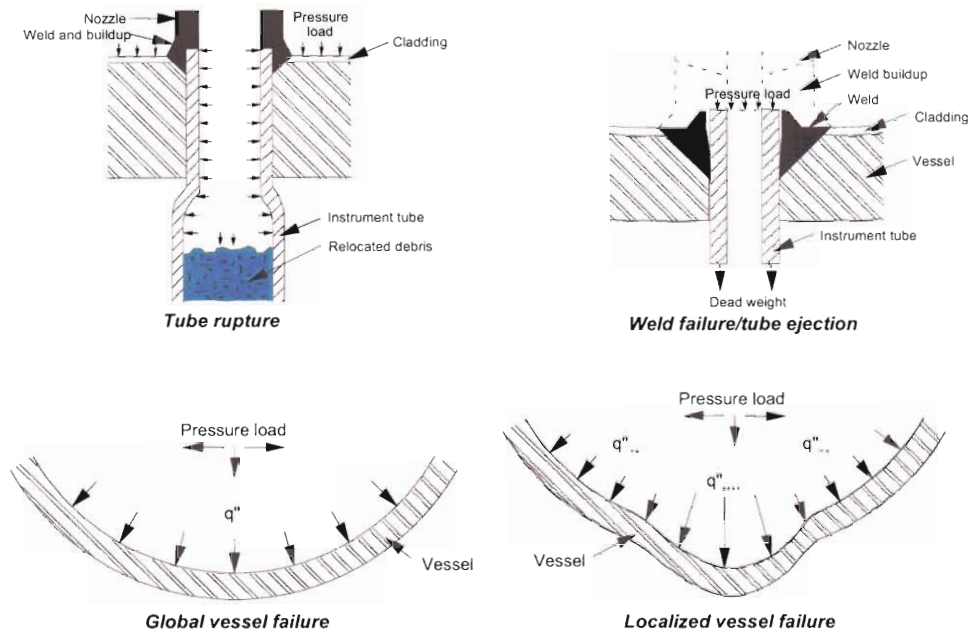 Nozzle
Weld and buildup
Pressure
load
Cladding
Instrument tube
Relocated debris
Tube rupture
Nozzle
Weld buildup
Pressure load
Weld
Cladding
Vessel
Instrument tube
Dead weight
Weld failure/tube ejection
Pressure load
q"
Vessel
Global vessel failure
Pressure load
q"
q"
q"
Vessel
Localized vessel failure